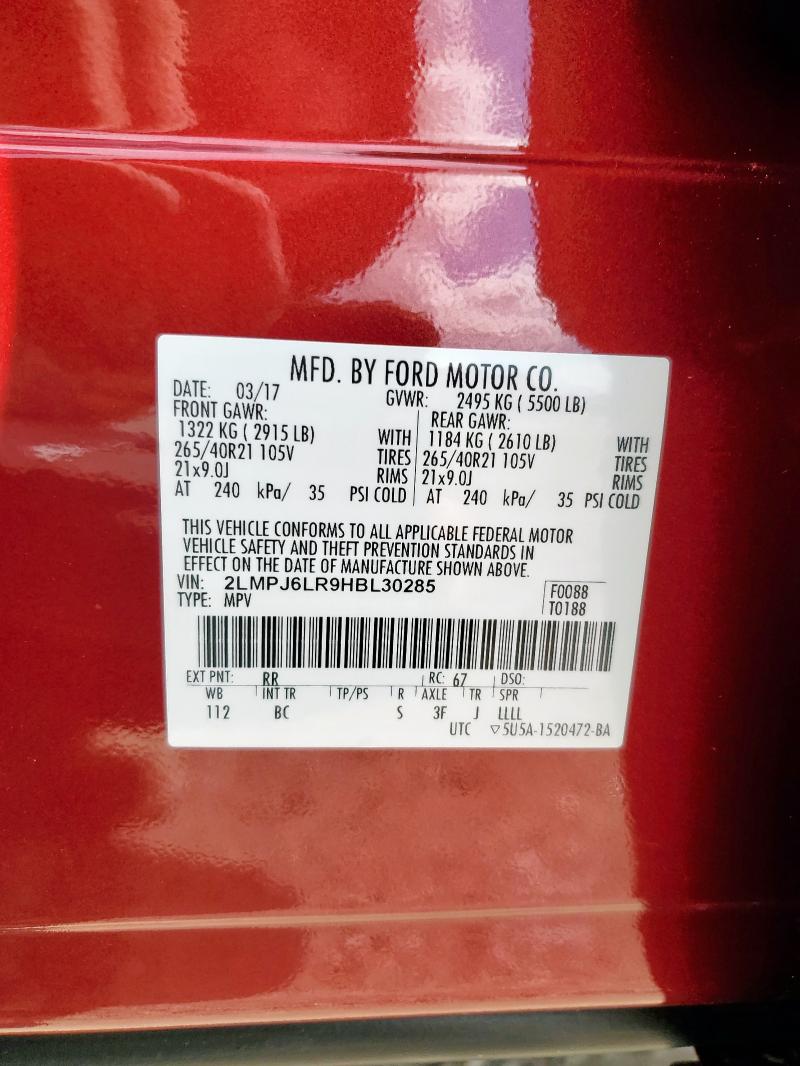 MFD. BY FORD MOTOR CO.
DATE: 03/17 GVWR: 2495 KG ( 5500 LB)
FRONT GAWR: REAR GAWR:
1322 KG ( 2915 LB) WITH 1184 KG ( 2610 LB) WITH
265/40R21 105V TIRES 265/40R21 105V TIRES
21x9.0J RIMS 21x9.0J RIMS
AT 240 kPa/ 35 PSI COLD AT 240 kPa/ 35 PSI COLD
THIS VEHICLE CONFORMS TO ALL APPLICABLE FEDERAL MOTOR
VEHICLE SAFETY AND THEFT PREVENTION STANDARDS IN
EFFECT ON THE DATE OF MANUFACTURE SHOWN ABOVE.
VIN: 2LMPJ6LR9HBL30285 F0088
TYPE: MPV T0188
EXT PNT: RR RC: 67 DSO:
WB INT TR TP/PS R AXLE TR SPR
112 BC S 3F J LLLL
UTC ▽5U5A-1520472-BA